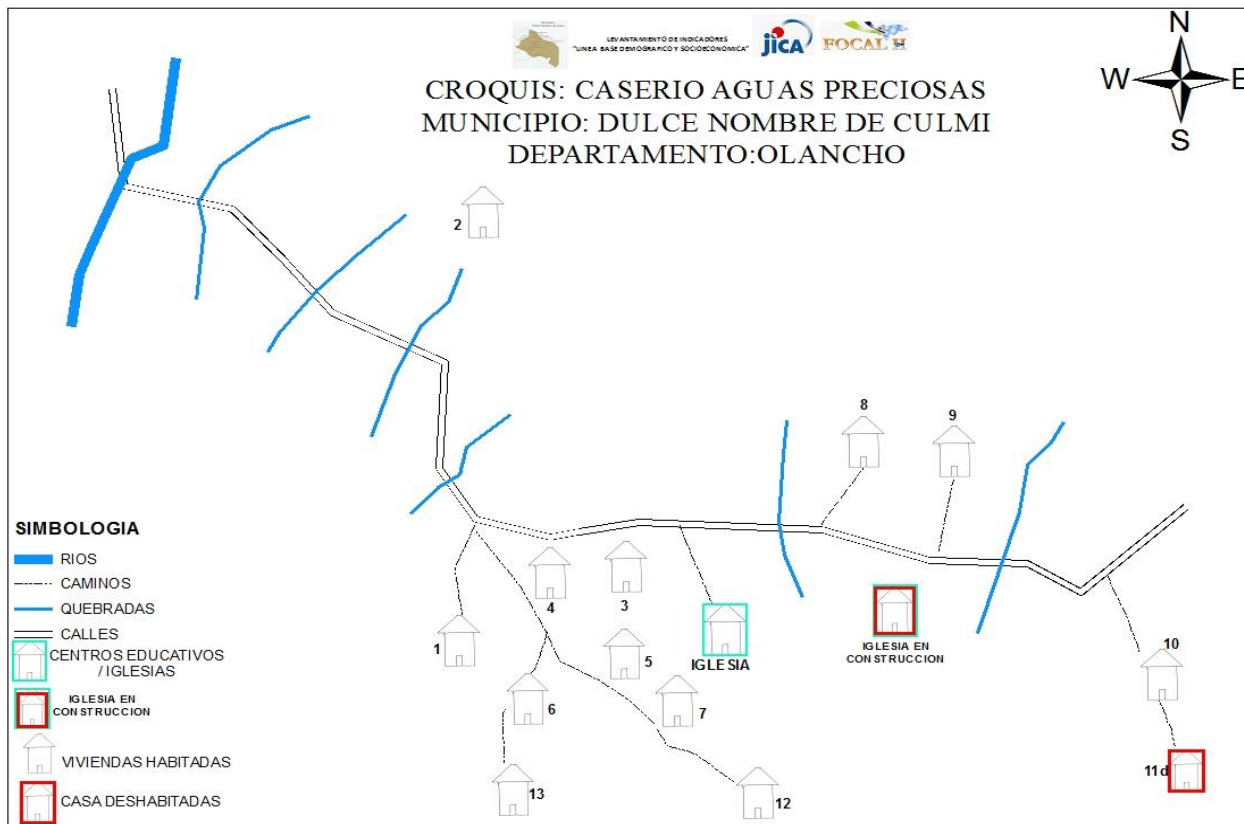 LEVANTAMIENTO DE INDICADORES
"LINEA BASE DEMOGRAFICO Y SOCIOECONOMICA"
JICA
FOCAL II
CROQUIS: CASERIO AGUAS PRECIOSAS
MUNICIPIO: DULCE NOMBRE DE CULMI
DEPARTAMENTO:OLANCHO
N
W
E
S
2
8
9
4
3
1
5
6
7
IGLESIA
IGLESIA EN
CONSTRUCCION
10
11d
13
12
SIMBOLOGIA
RIOS
CAMINOS
QUEBRADAS
CALLES
CENTROS EDUCATIVOS
/ IGLESIAS
IGLESIA EN
CONSTRUCCION
VIVIENDAS HABITADAS
CASA DESHABITADAS